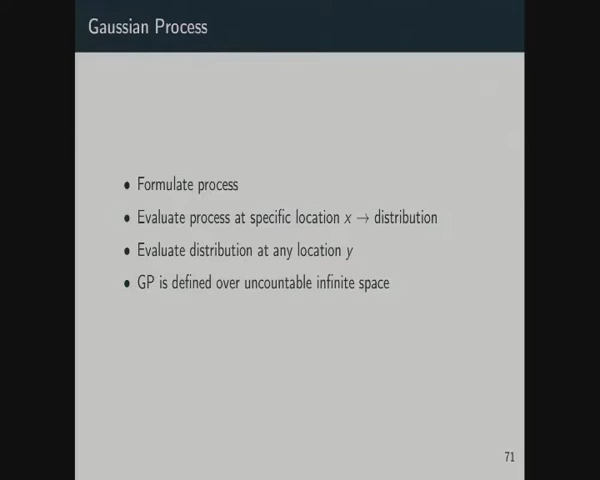 Gaussian Process
• Formulate process
• Evaluate process at specific location x → distribution
• Evaluate distribution at any location y
• GP is defined over uncountable infinite space
71